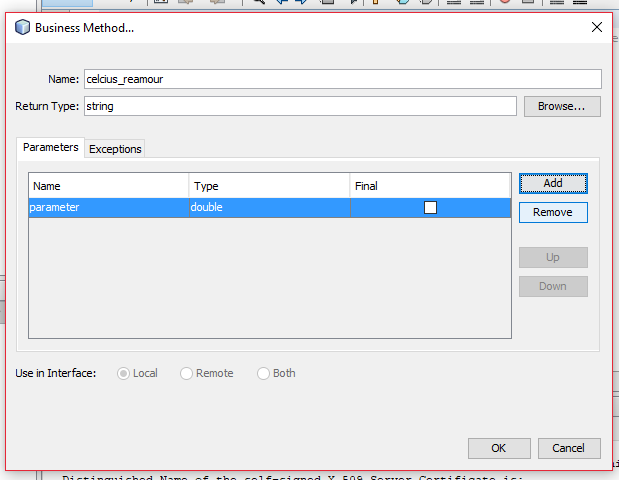 Business Method...
Name: celcius_reamour
Return Type: string Browse...
Parameters Exceptions
Name Type Final Add
parameter double Remove
Up
Down
Use in Interface: Local Remote Both
OK Cancel
Distinguished Name of the self-signed X.509 Server Certificate is: